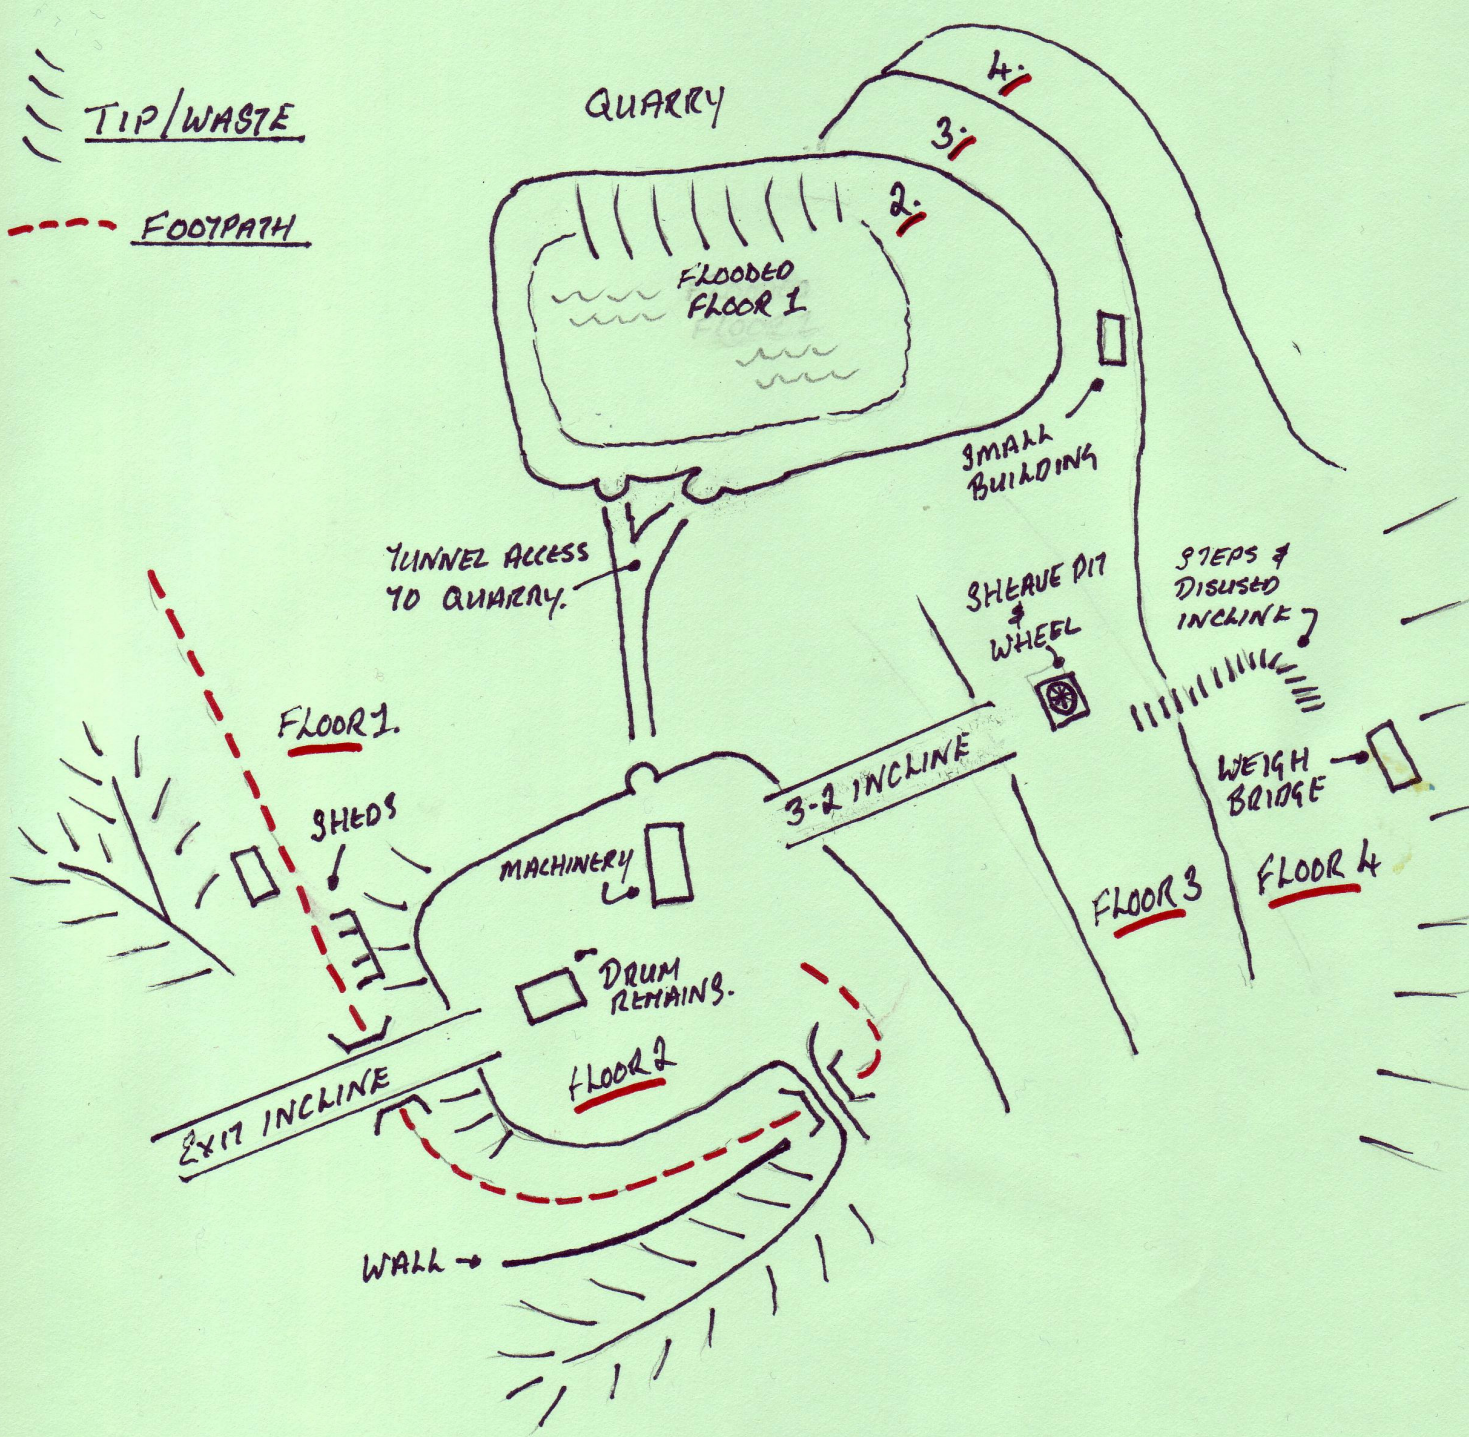 TIP/WASTE
FOOTPATH
QUARRY
4.
3.
2.
FLOODED
FLOOR 1
SMALL
BUILDING
TUNNEL ACCESS
TO QUARRY.
SHEAVE PIT
&
WHEEL
STEPS &
DISUSED
INCLINE
FLOOR 1.
SHEDS
3-2 INCLINE
WEIGH
BRIDGE
MACHINERY
FLOOR 3
FLOOR 4
DRUM
REMAINS.
FLOOR 2
EXIT INCLINE
WALL